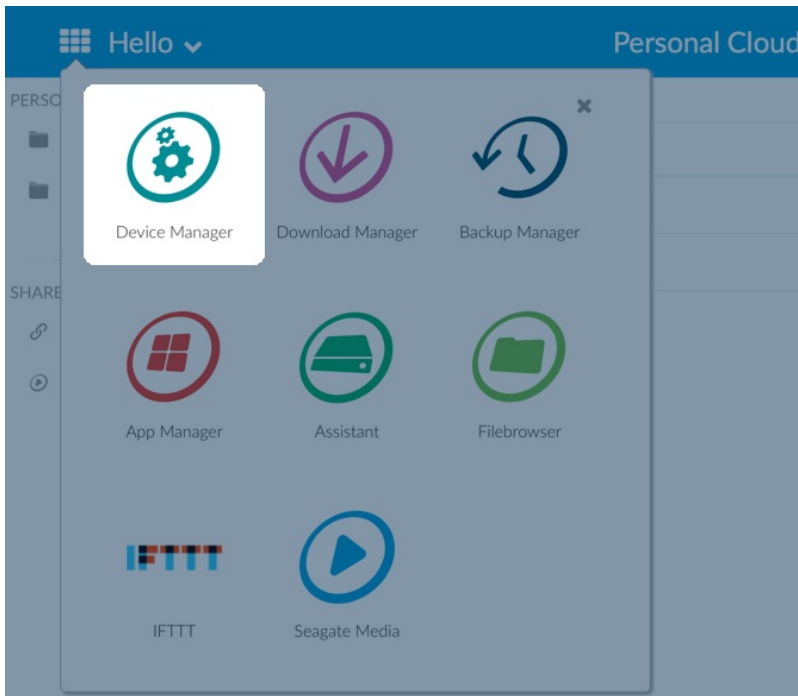 Hello
Personal Cloud
PERSO
Device Manager
Download Manager
Backup Manager
SHARE
App Manager
Assistant
Filebrowser
IFTTT
IFTTT
Seagate Media